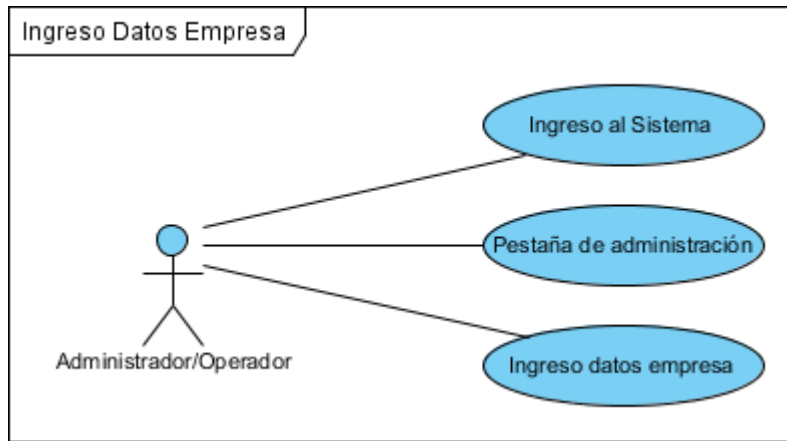 Ingreso Datos Empresa
Ingreso al Sistema
Pestaña de administración
Administrador/Operador
Ingreso datos empresa